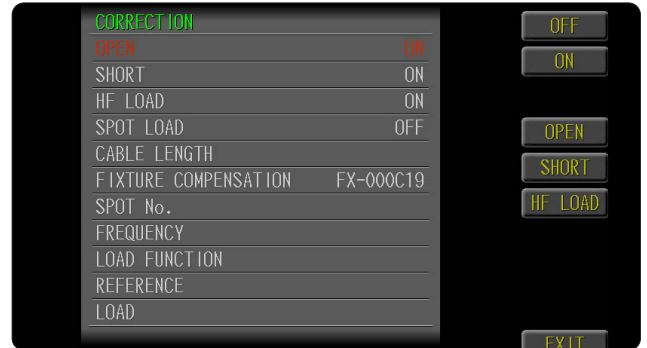 CORRECTION
OPEN ON
SHORT ON
HF LOAD ON
SPOT LOAD OFF
CABLE LENGTH
FIXTURE COMPENSATION FX-000C19
SPOT No.
FREQUENCY
LOAD FUNCTION
REFERENCE
LOAD
OFF
ON
OPEN
SHORT
HF LOAD
EXIT